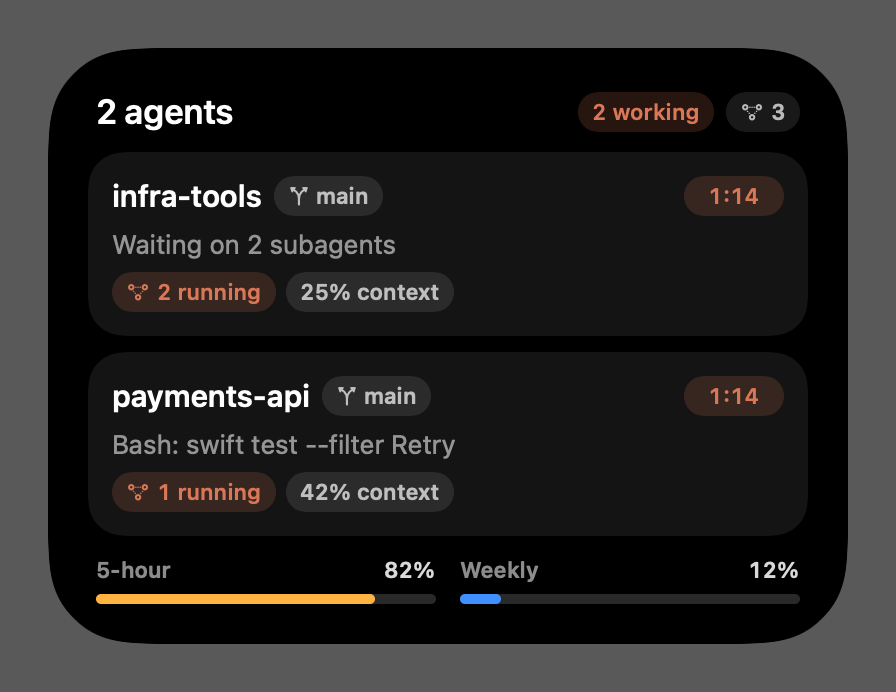 2 agents 2 working 3
infra-tools main 1:14
Waiting on 2 subagents
2 running 25% context
payments-api main 1:14
Bash: swift test --filter Retry
1 running 42% context
5-hour 82% Weekly 12%